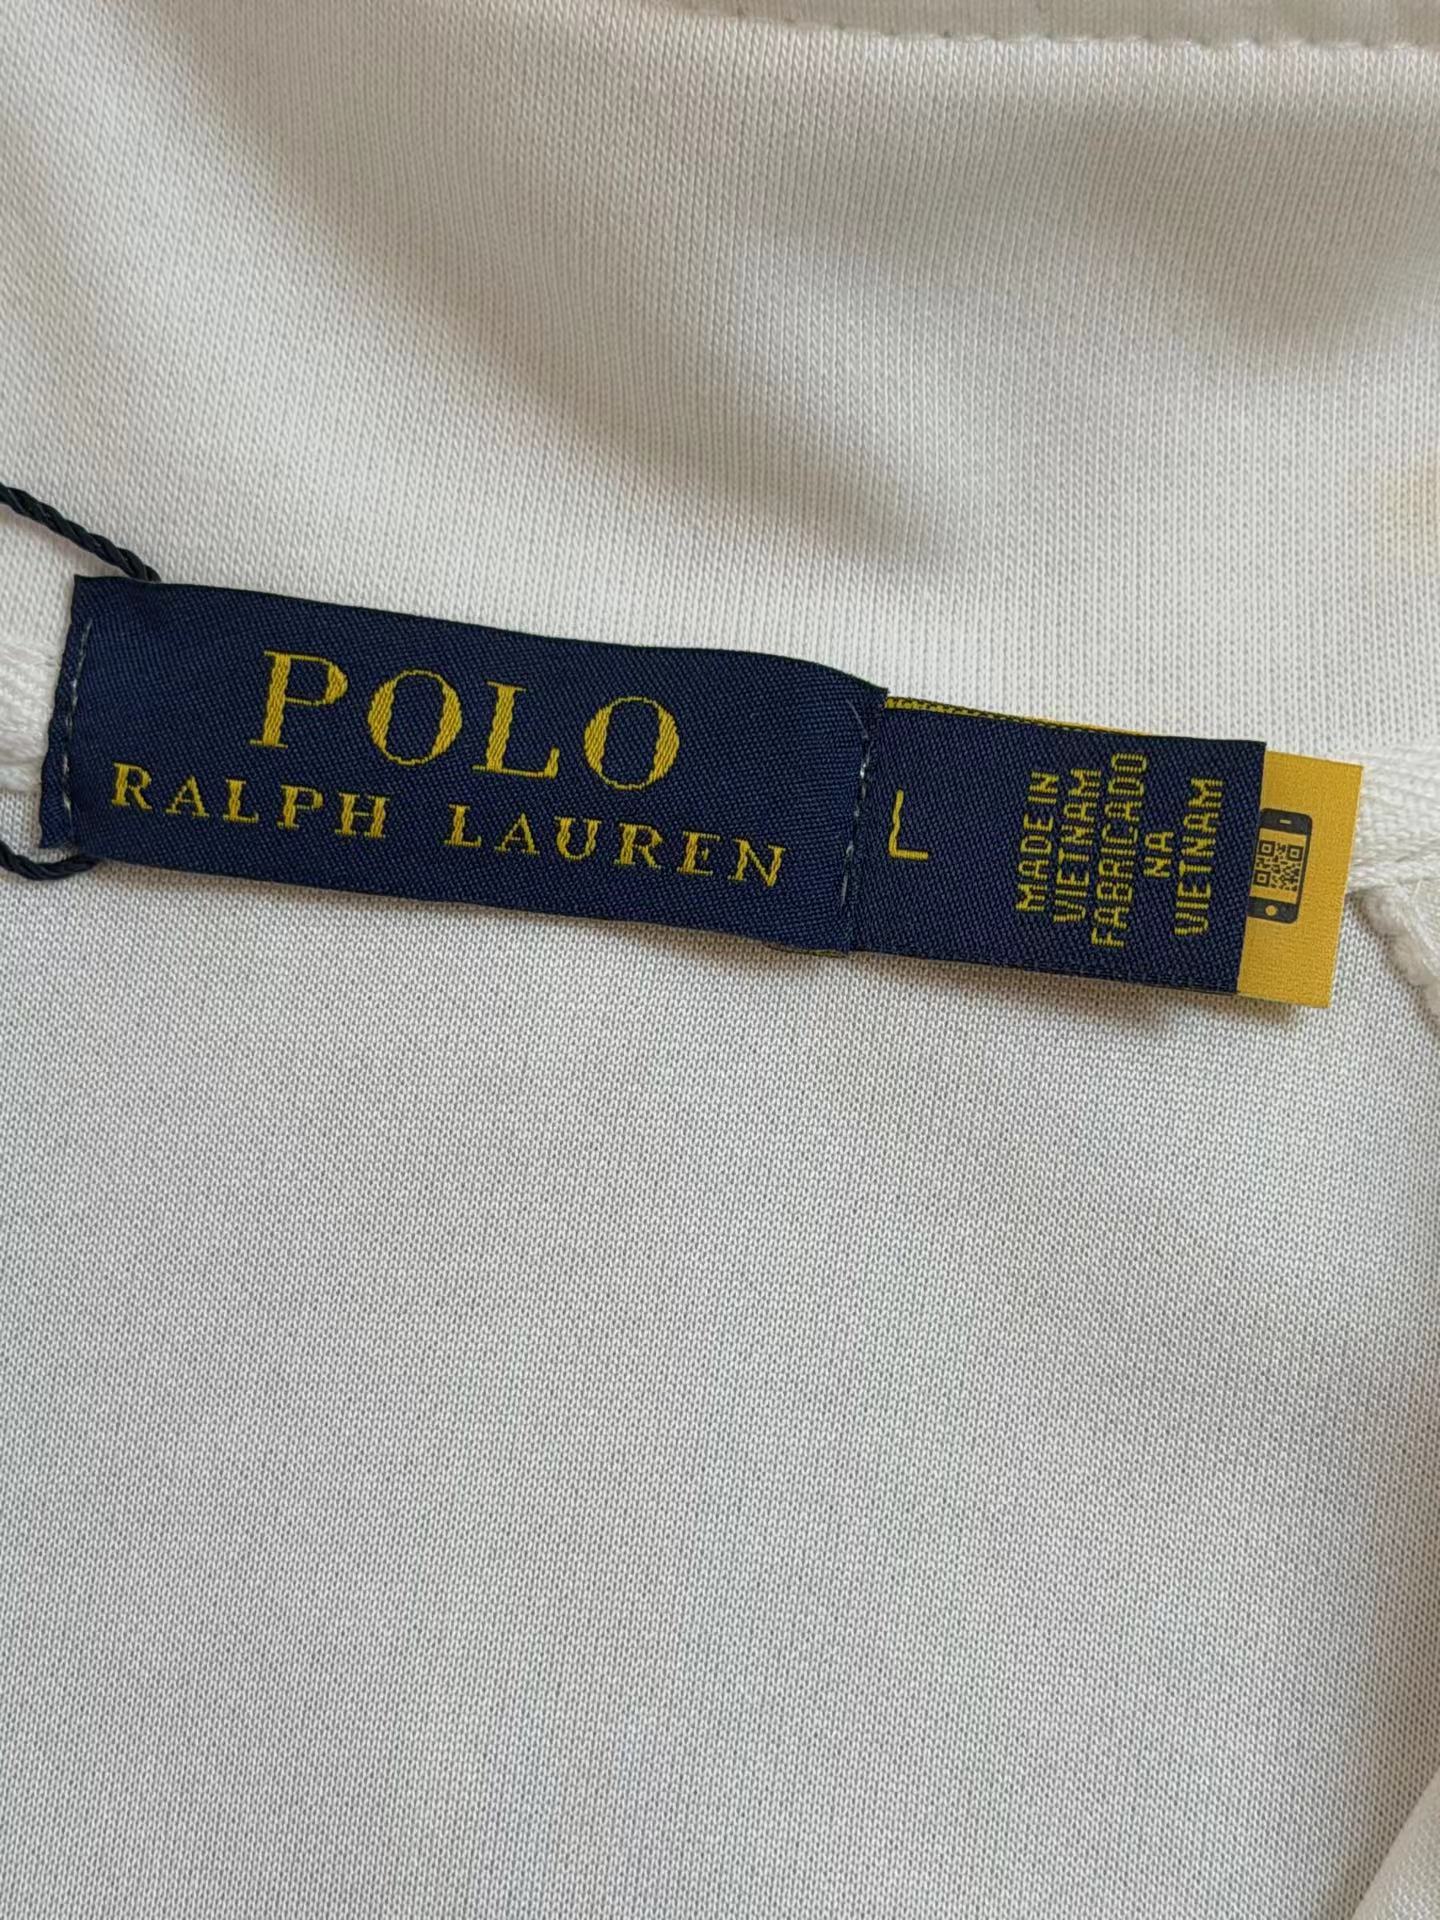 POLO
RALPH LAUREN
L
MADE IN
VIETNAM
FABRICADO
NA
VIETNAM